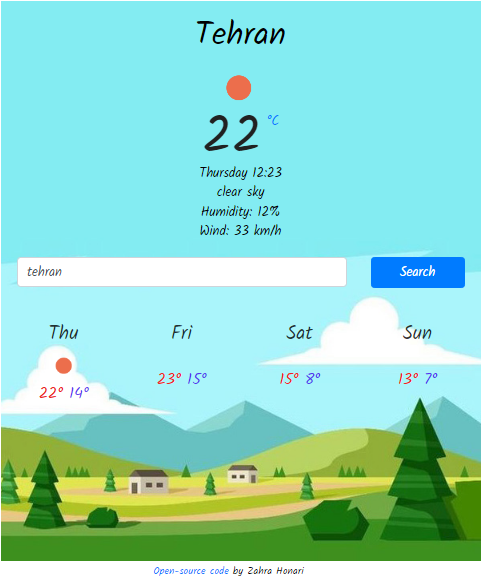 Tehran
22 °C
Thursday 12:23
clear sky
Humidity: 12%
Wind: 33 km/h
tehran Search
Thu Fri Sat Sun
22° 14° 23° 15° 15° 8° 13° 7°
Open-source code by Zahra Honari